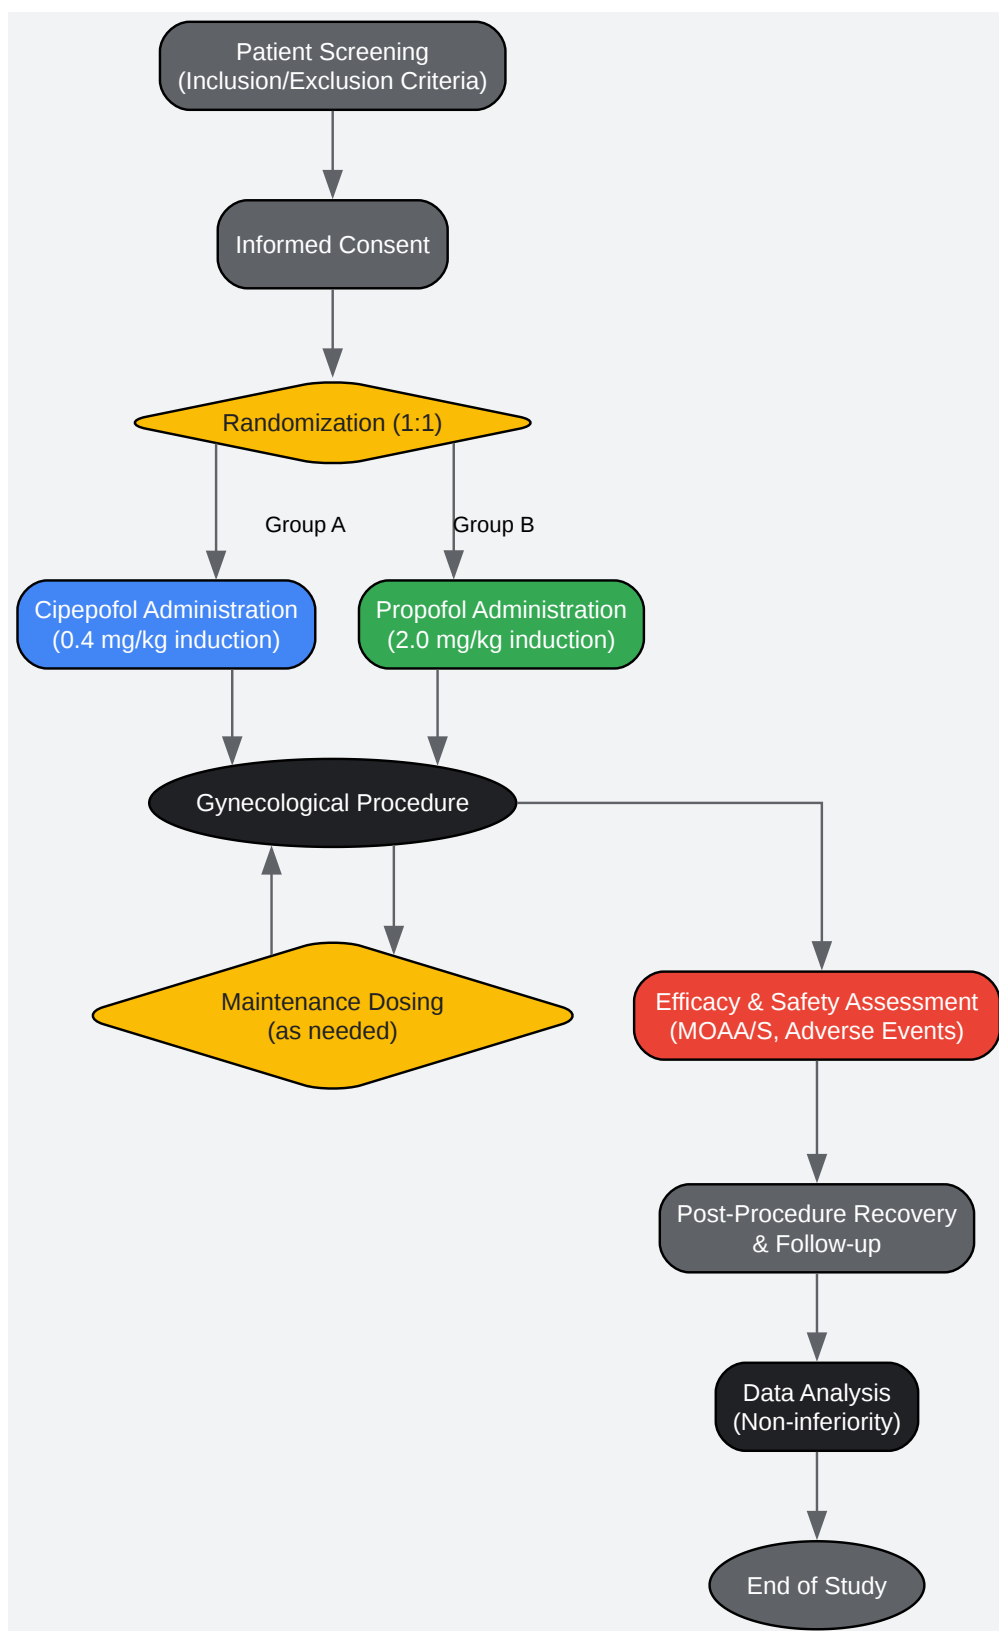 Patient Screening
(Inclusion/Exclusion Criteria)
Informed Consent
Randomization (1:1)
Group A
Group B
Cipepofol Administration
(0.4 mg/kg induction)
Propofol Administration
(2.0 mg/kg induction)
Gynecological Procedure
Maintenance Dosing
(as needed)
Efficacy & Safety Assessment
(MOAA/S, Adverse Events)
Post-Procedure Recovery
& Follow-up
Data Analysis
(Non-inferiority)
End of Study